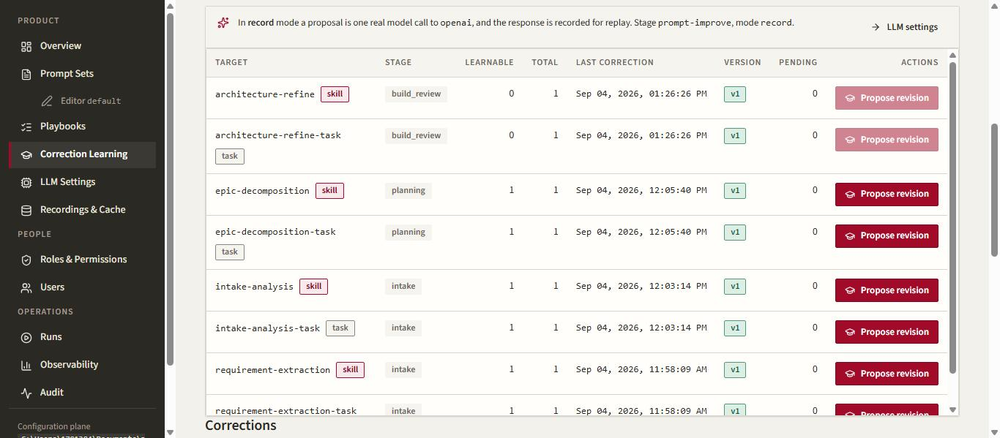 PRODUCT
Overview
Prompt Sets
Editor default
Playbooks
Correction Learning
LLM Settings
Recordings & Cache
PEOPLE
Roles & Permissions
Users
OPERATIONS
Runs
Observability
Audit
Configuration plane
In record mode a proposal is one real model call to openai, and the response is recorded for replay. Stage prompt-improve, mode record.
LLM settings
TARGET STAGE LEARNABLE TOTAL LAST CORRECTION VERSION PENDING ACTIONS
architecture-refine skill build_review 0 1 Sep 04, 2026, 01:26:26 PM v1 0 Propose revision
architecture-refine-task build_review 0 1 Sep 04, 2026, 01:26:26 PM v1 0 Propose revision
task
epic-decomposition skill planning 1 1 Sep 04, 2026, 12:05:40 PM v1 0 Propose revision
epic-decomposition-task planning 1 1 Sep 04, 2026, 12:05:40 PM v1 0 Propose revision
task
intake-analysis skill intake 1 1 Sep 04, 2026, 12:03:14 PM v1 0 Propose revision
intake-analysis-task task intake 1 1 Sep 04, 2026, 12:03:14 PM v1 0 Propose revision
requirement-extraction skill intake 1 1 Sep 04, 2026, 11:58:09 AM v1 0 Propose revision
requirement-extraction-task intake 1 1 Sep 04, 2026, 11:58:09 AM v1 0 Propose revision
Corrections